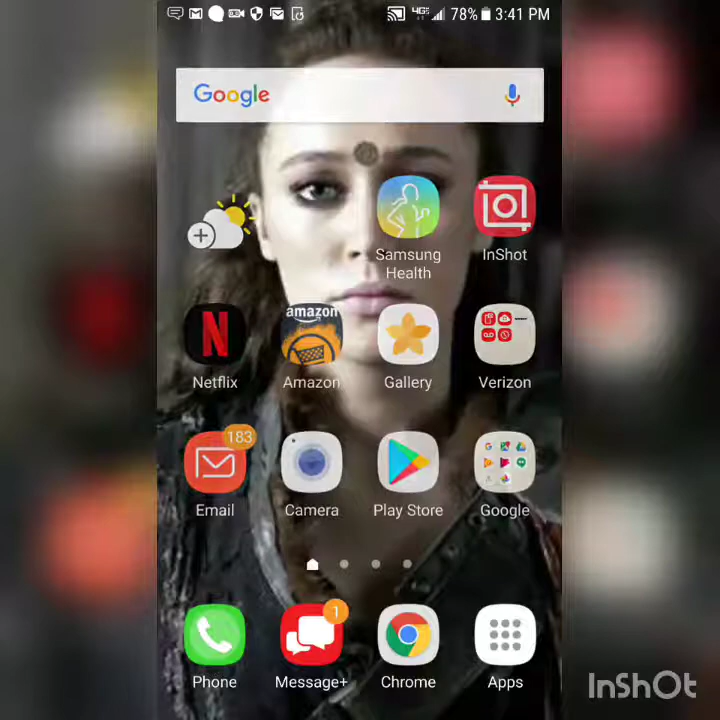 4G 78% 3:41 PM
Google
Samsung
Health
InShot
amazon
Netflix
Amazon
Gallery
Verizon
183
Email
Camera
Play Store
Google
1
Phone
Message+
Chrome
Apps
InShOt